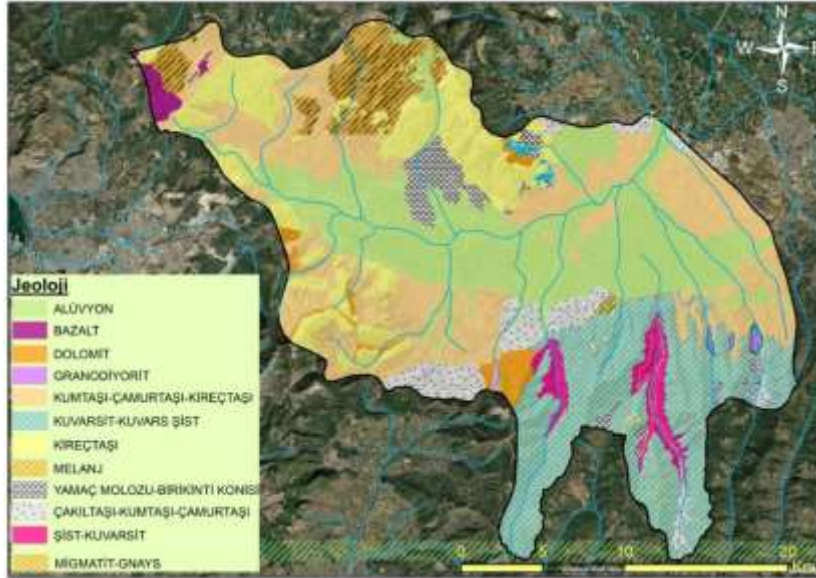 N
W E
S
Jeoloji
ALÜVYON
BAZALT
DOLOMİT
GRANODİYORİT
KUMTAŞI-ÇAMURTAŞI-KİREÇTAŞI
KUVARSİT-KUVARS ŞİST
KİREÇTAŞI
MELANJ
YAMAÇ MOLOZU-BİRİKİNTİ KONİSİ
ÇAKILTAŞI-KUMTAŞI-ÇAMURTAŞI
ŞİST-KUVARSİT
MİGMATİT-GNAYS
0 5 10 20
Km